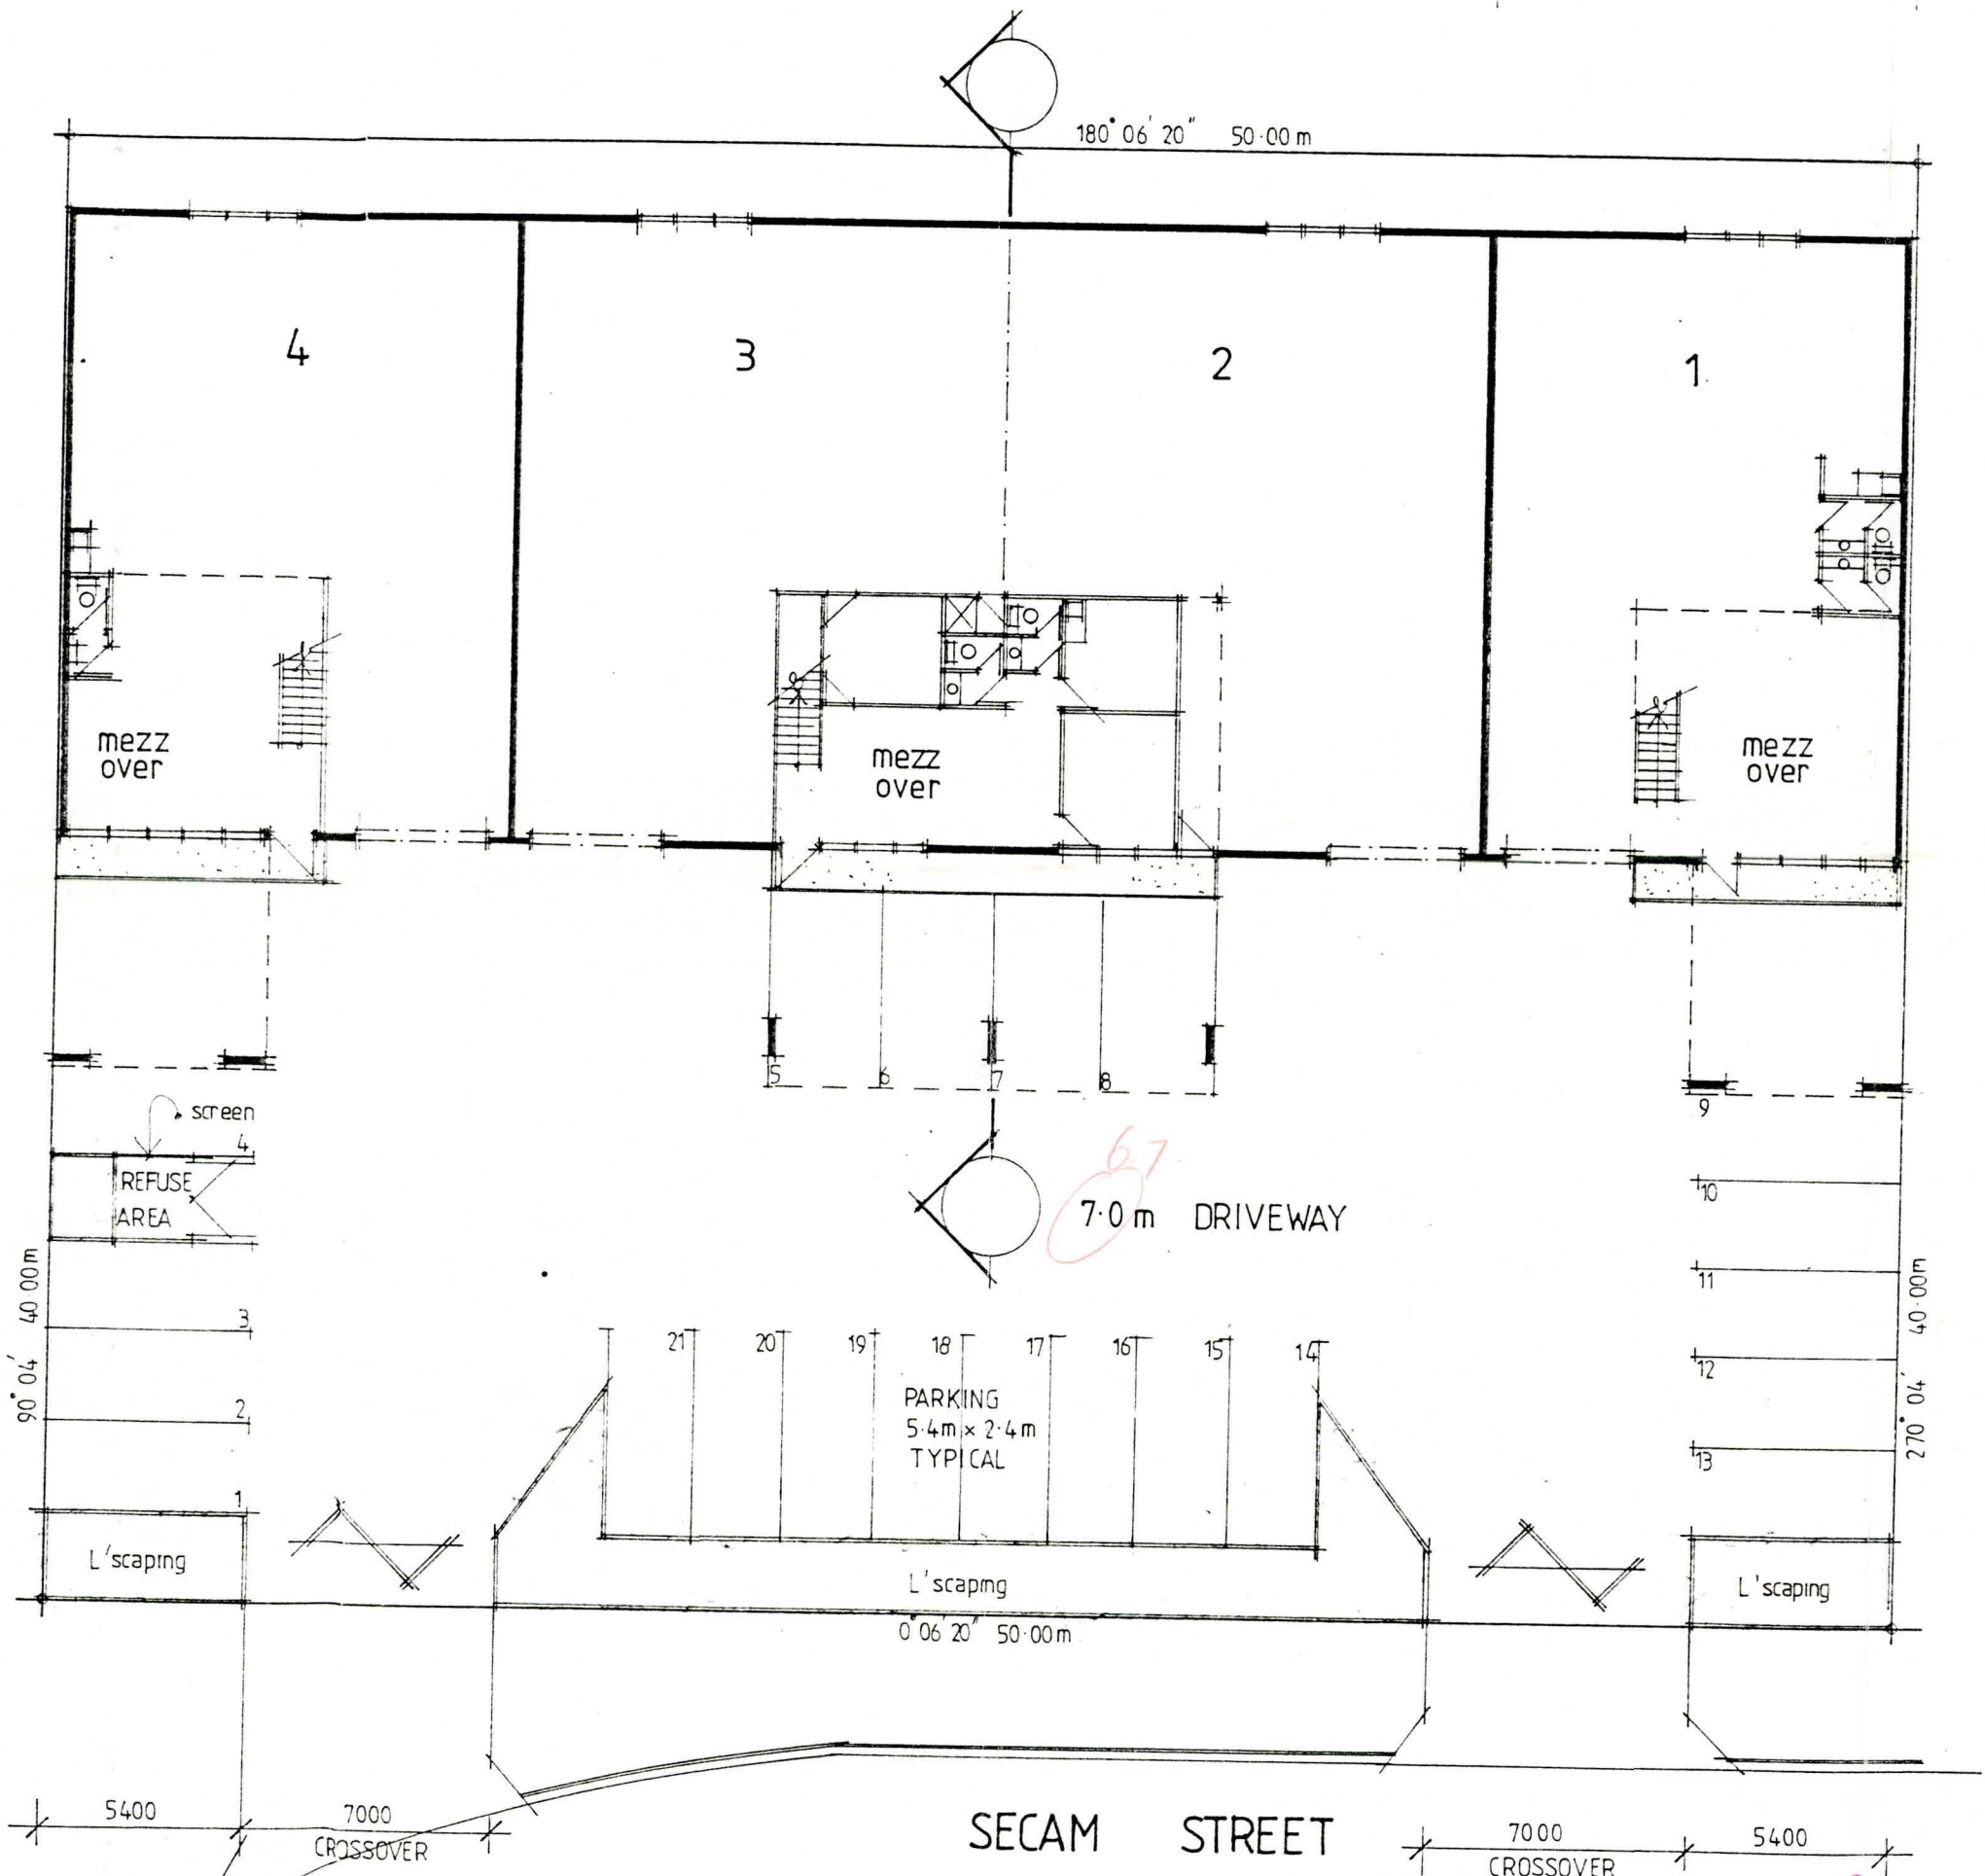 180° 06' 20" 50·00 m
4
3
2
1
mezz
over
mezz
over
mezz
over
5
6
7
8
9
screen
4
REFUSE
AREA
6.7
7·0 m DRIVEWAY
10
11
12
13
3
2
1
90° 04' 40·00m
270° 04' 40·00m
21
20
19
18
17
16
15
14
PARKING
5·4m × 2·4m
TYPICAL
L'scaping
L'scaping
L'scaping
0°06'20" 50·00m
5400
7000
CROSSOVER
SECAM STREET
7000
CROSSOVER
5400